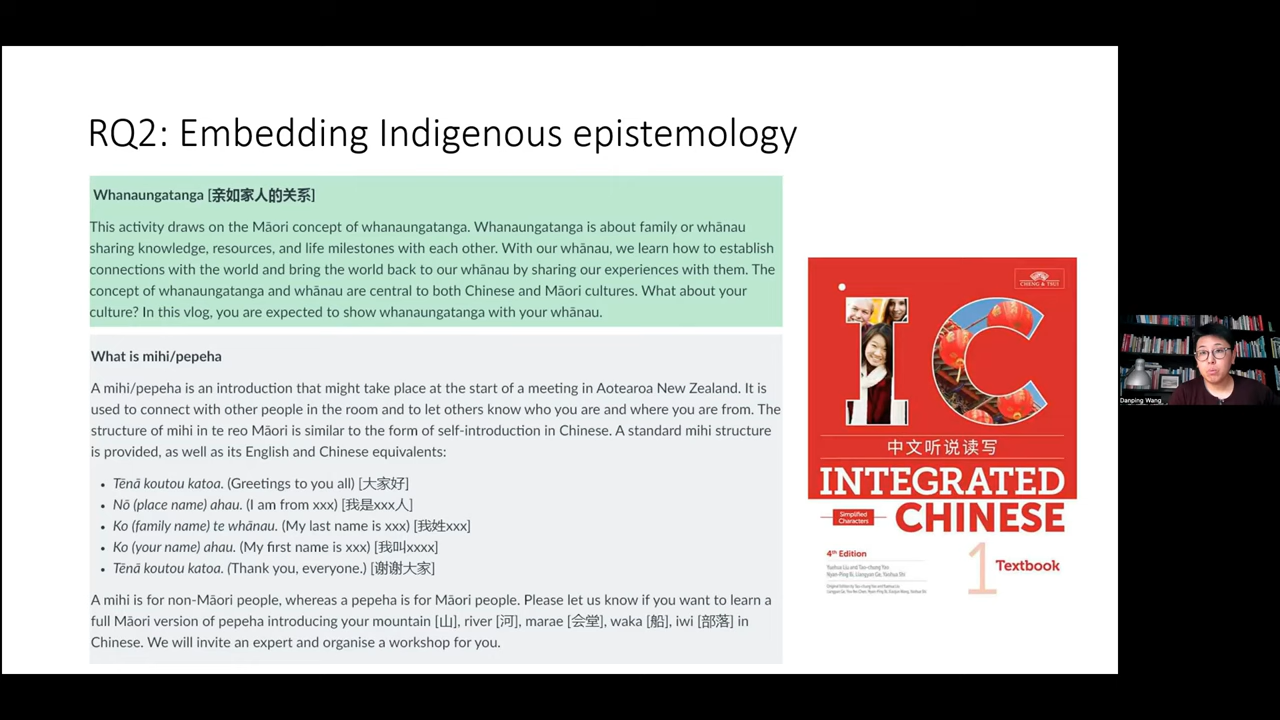 RQ2: Embedding Indigenous epistemology
Whanaungatanga [亲如家人的关系]
This activity draws on the Māori concept of whanaungatanga. Whanaungatanga is about family or whānau
sharing knowledge, resources, and life milestones with each other. With our whānau, we learn how to establish
connections with the world and bring the world back to our whānau by sharing our experiences with them. The
concept of whanaungatanga and whānau are central to both Chinese and Māori cultures. What about your
culture? In this vlog, you are expected to show whanaungatanga with your whānau.
What is mihi/pepeha
A mihi/pepeha is an introduction that might take place at the start of a meeting in Aotearoa New Zealand. It is
used to connect with other people in the room and to let others know who you are and where you are from. The
structure of mihi in te reo Māori is similar to the form of self-introduction in Chinese. A standard mihi structure
is provided, as well as its English and Chinese equivalents:
• Tēnā koutou katoa. (Greetings to you all) [大家好]
• Nō (place name) ahau. (I am from xxx) [我是xxx人]
• Ko (family name) te whānau. (My last name is xxx) [我姓xxx]
• Ko (your name) ahau. (My first name is xxx) [我叫xxxx]
• Tēnā koutou katoa. (Thank you, everyone.) [谢谢大家]
A mihi is for non-Māori people, whereas a pepeha is for Māori people. Please let us know if you want to learn a
full Māori version of pepeha introducing your mountain [山], river [河], marae [会堂], waka [船], iwi [部落] in
Chinese. We will invite an expert and organise a workshop for you.
CHENG & TSUI
IC
中文听说读写
INTEGRATED
CHINESE
Simplified
Characters
4th Edition
Yuehua Liu and Tao-chung Yao
Nyan-Ping Bi, Liangyan Ge, Yaohua Shi
1 Textbook
Danping Wang